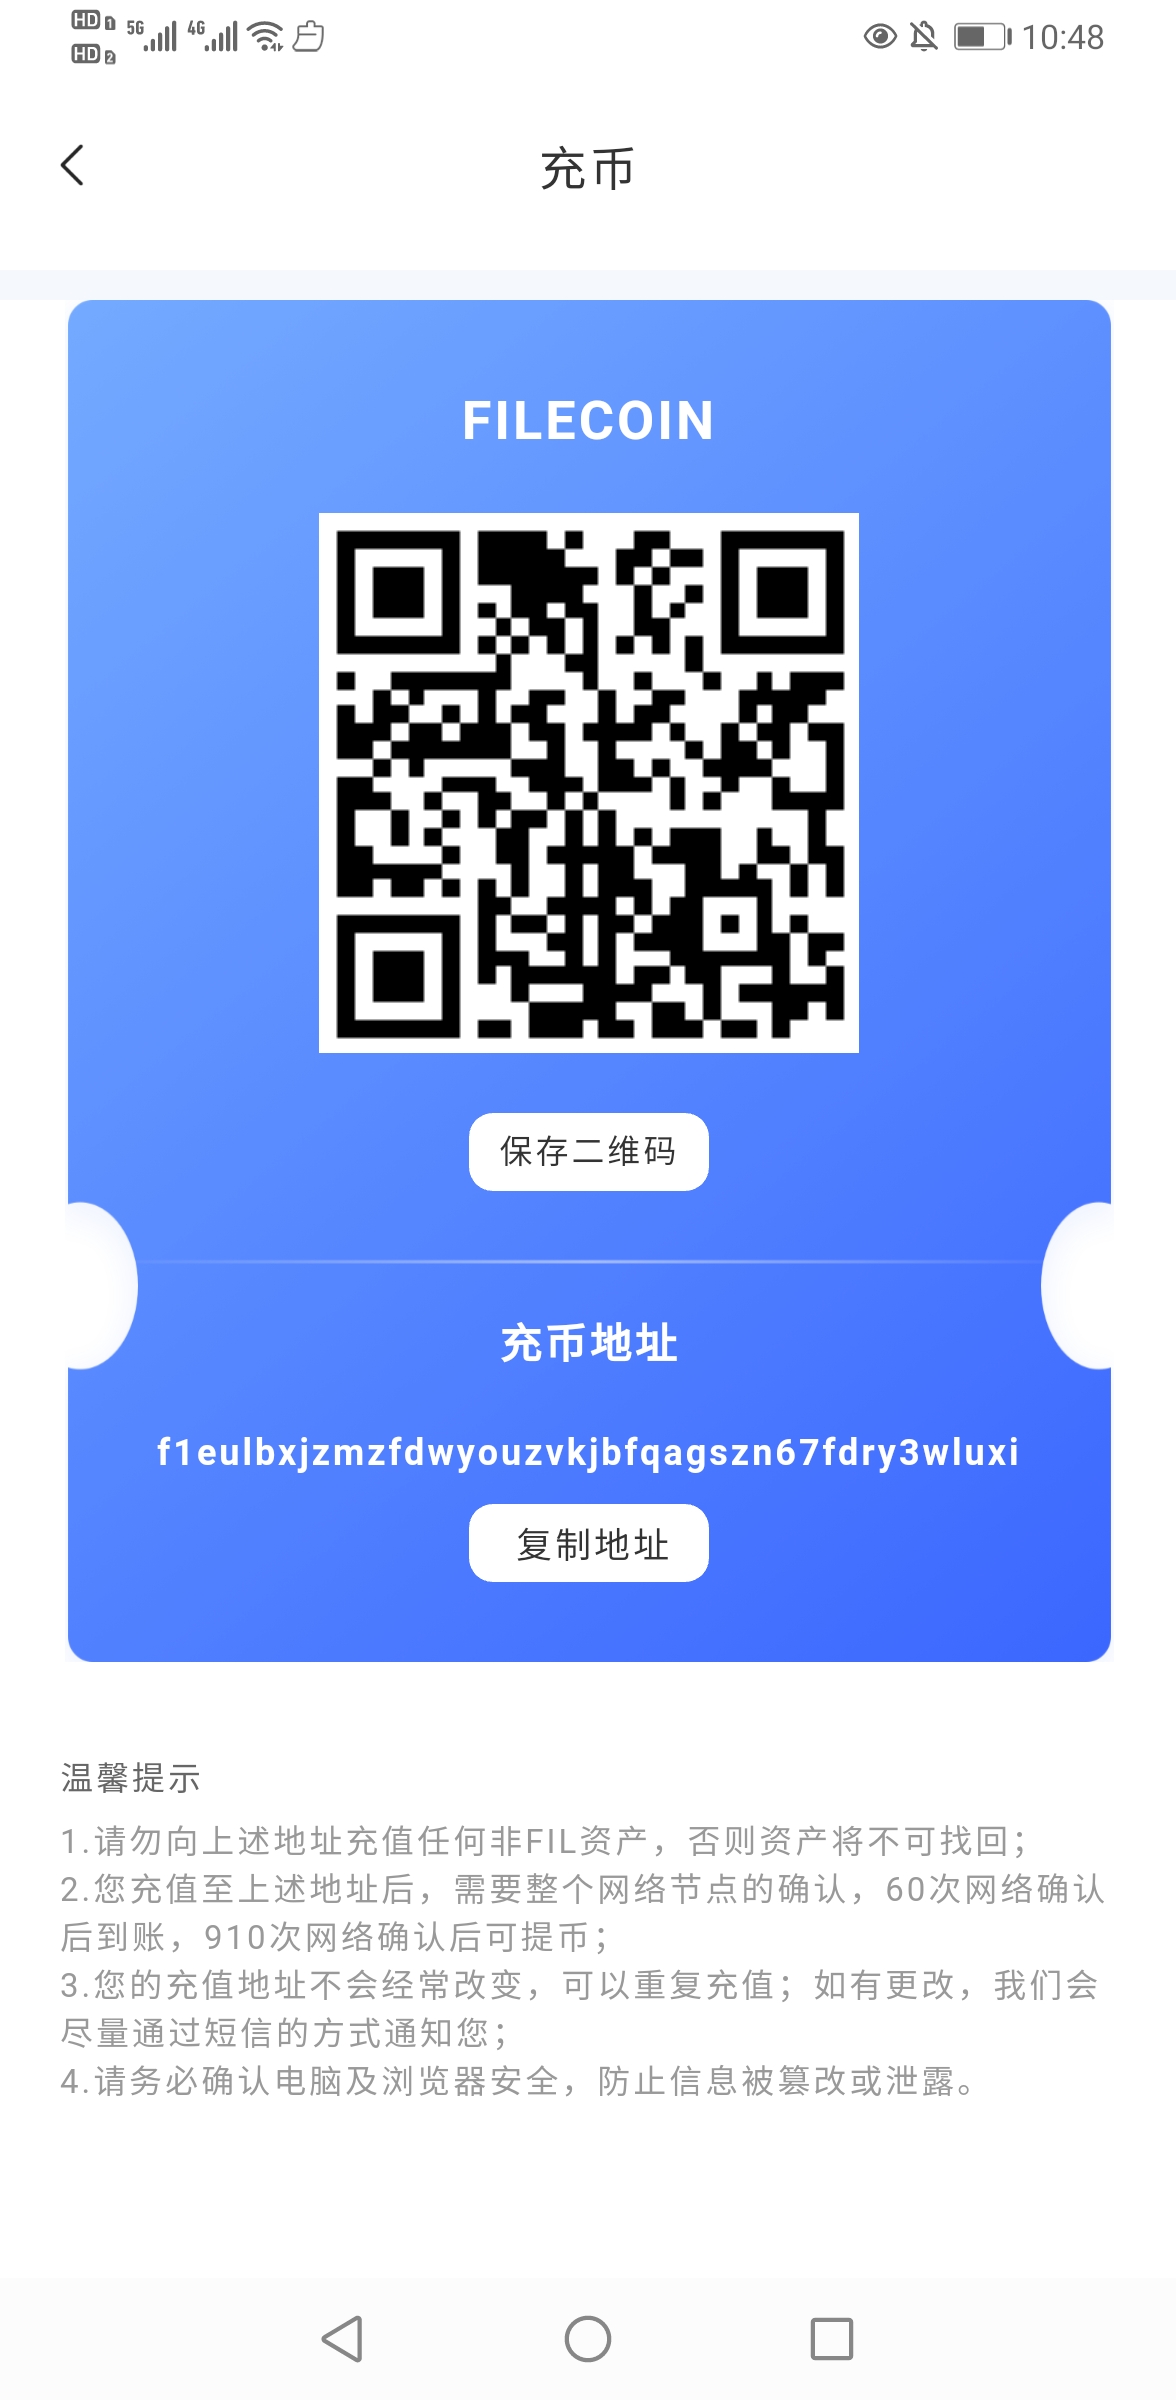 HD 1 5G 4G 10:48
HD 2
充币
FILECOIN
保存二维码
充币地址
f1eulbxjzmzfdwyouzvkjbfqagszn67fdry3wluxi
复制地址
温馨提示
1.请勿向上述地址充值任何非FIL资产，否则资产将不可找回；
2.您充值至上述地址后，需要整个网络节点的确认，60次网络确认
后到账，910次网络确认后可提币；
3.您的充值地址不会经常改变，可以重复充值；如有更改，我们会
尽量通过短信的方式通知您；
4.请务必确认电脑及浏览器安全，防止信息被篡改或泄露。